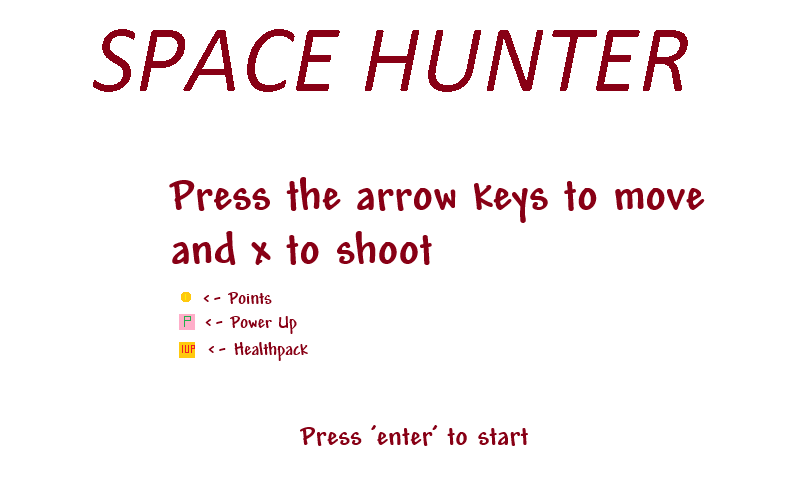 SPACE HUNTER
Press the arrow keys to move
and x to shoot
<- Points
P <- Power Up
1UP <- Healthpack
Press 'enter' to start